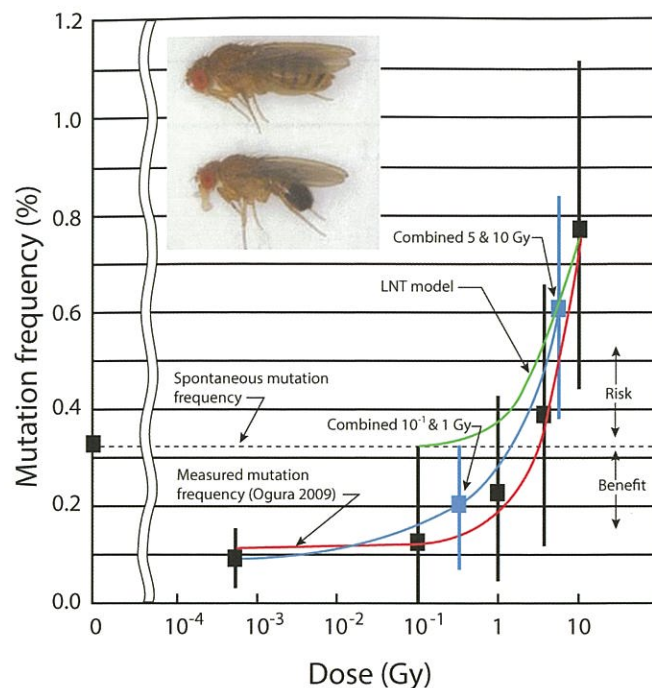 1.2
1.0
0.8
0.6
0.4
0.2
0.0
Mutation frequency (%)
Combined 5 & 10 Gy
LNT model
Spontaneous mutation
frequency
Combined 10⁻¹ & 1 Gy
Risk
Measured mutation
frequency (Ogura 2009)
Benefit
0 10⁻⁴ 10⁻³ 10⁻² 10⁻¹ 1 10
Dose (Gy)